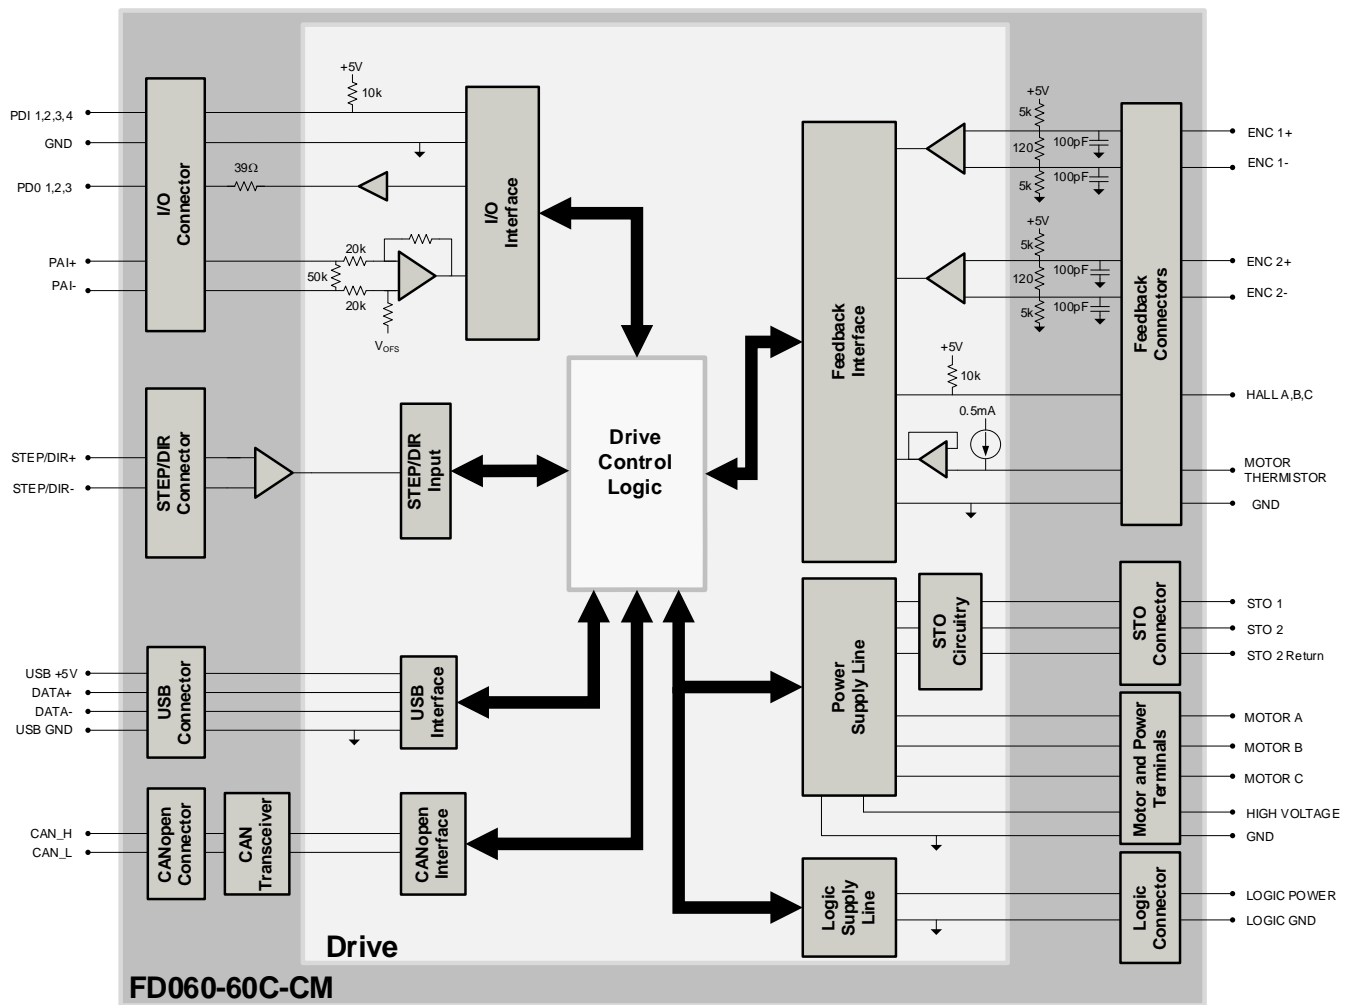 +5V
10k
PDI 1,2,3,4
GND
PD0 1,2,3
39Ω
I/O
Connector
I/O
Interface
PAI+
PAI-
20k
50k
20k
VOFS
STEP/DIR+
STEP/DIR-
STEP/DIR
Connector
STEP/DIR
Input
USB +5V
DATA+
DATA-
USB GND
USB
Connector
USB
Interface
CAN_H
CAN_L
CANopen
Connector
CAN
Transceiver
CANopen
Interface
Drive
Control
Logic
Feedback
Interface
+5V
5k
120
5k
100pF
100pF
+5V
5k
120
5k
100pF
100pF
+5V
10k
0.5mA
Feedback
Connectors
ENC 1+
ENC 1-
ENC 2+
ENC 2-
HALL A,B,C
MOTOR
THERMISTOR
GND
Power
Supply Line
STO
Circuitry
STO
Connector
STO 1
STO 2
STO 2 Return
Motor and Power
Terminals
MOTOR A
MOTOR B
MOTOR C
HIGH VOLTAGE
GND
Logic
Supply
Line
Logic
Connector
LOGIC POWER
LOGIC GND
Drive
FD060-60C-CM